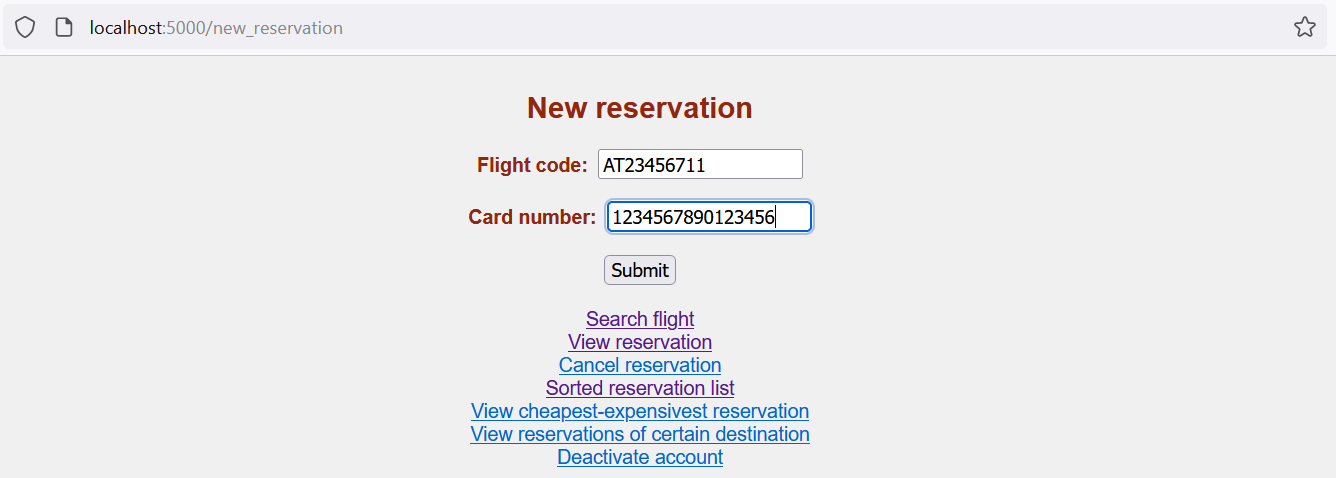 localhost:5000/new_reservation
New reservation
Flight code: AT23456711
Card number: 1234567890123456
Submit
Search flight
View reservation
Cancel reservation
Sorted reservation list
View cheapest-expensivest reservation
View reservations of certain destination
Deactivate account